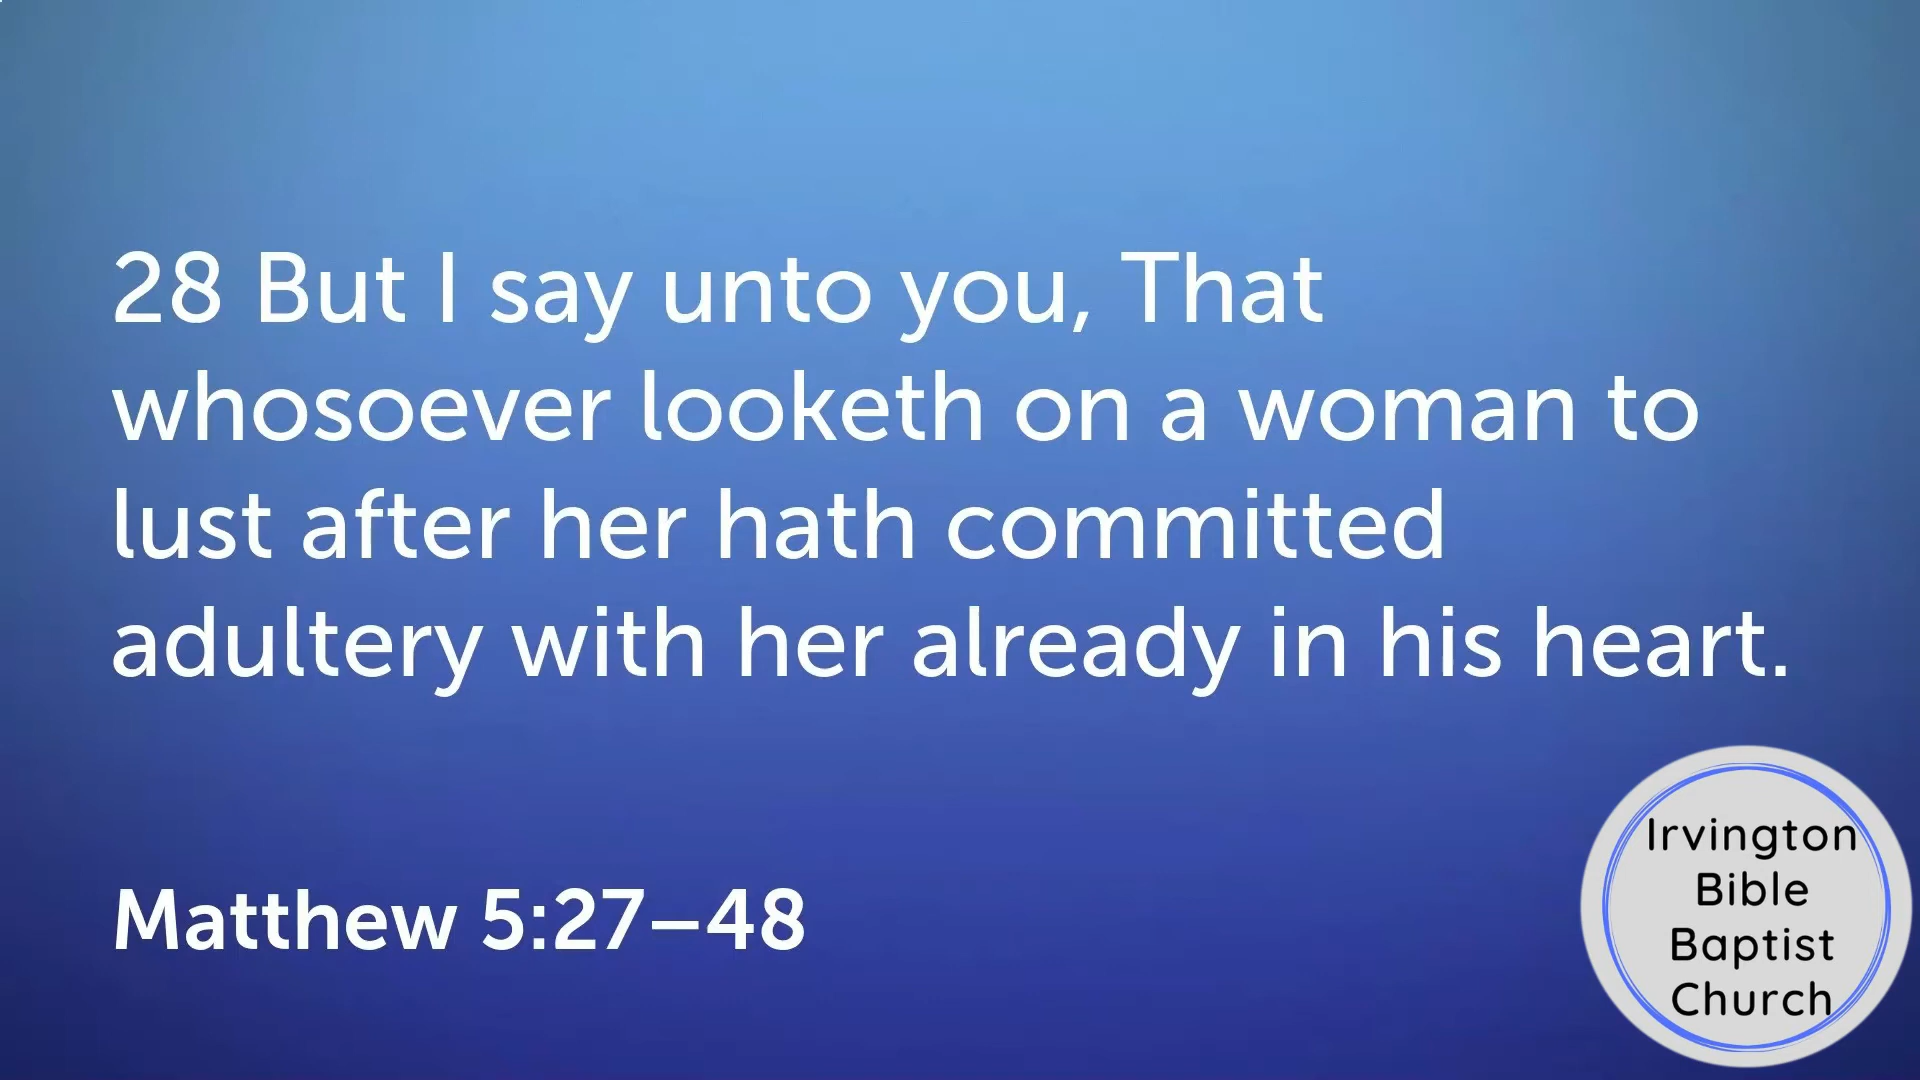 28 But I say unto you, That
whosoever looketh on a woman to
lust after her hath committed
adultery with her already in his heart.
Matthew 5:27–48
Irvington
Bible
Baptist
Church